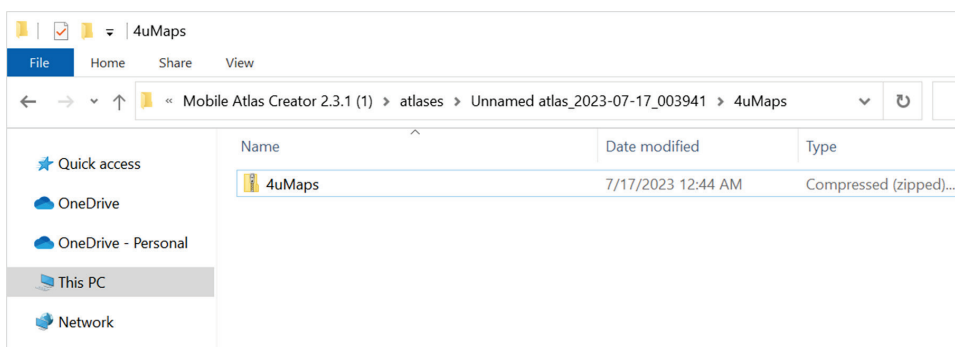 4uMaps
File Home Share View
« Mobile Atlas Creator 2.3.1 (1) > atlases > Unnamed atlas_2023-07-17_003941 > 4uMaps
Name Date modified Type
Quick access
4uMaps 7/17/2023 12:44 AM Compressed (zipped)...
OneDrive
OneDrive - Personal
This PC
Network